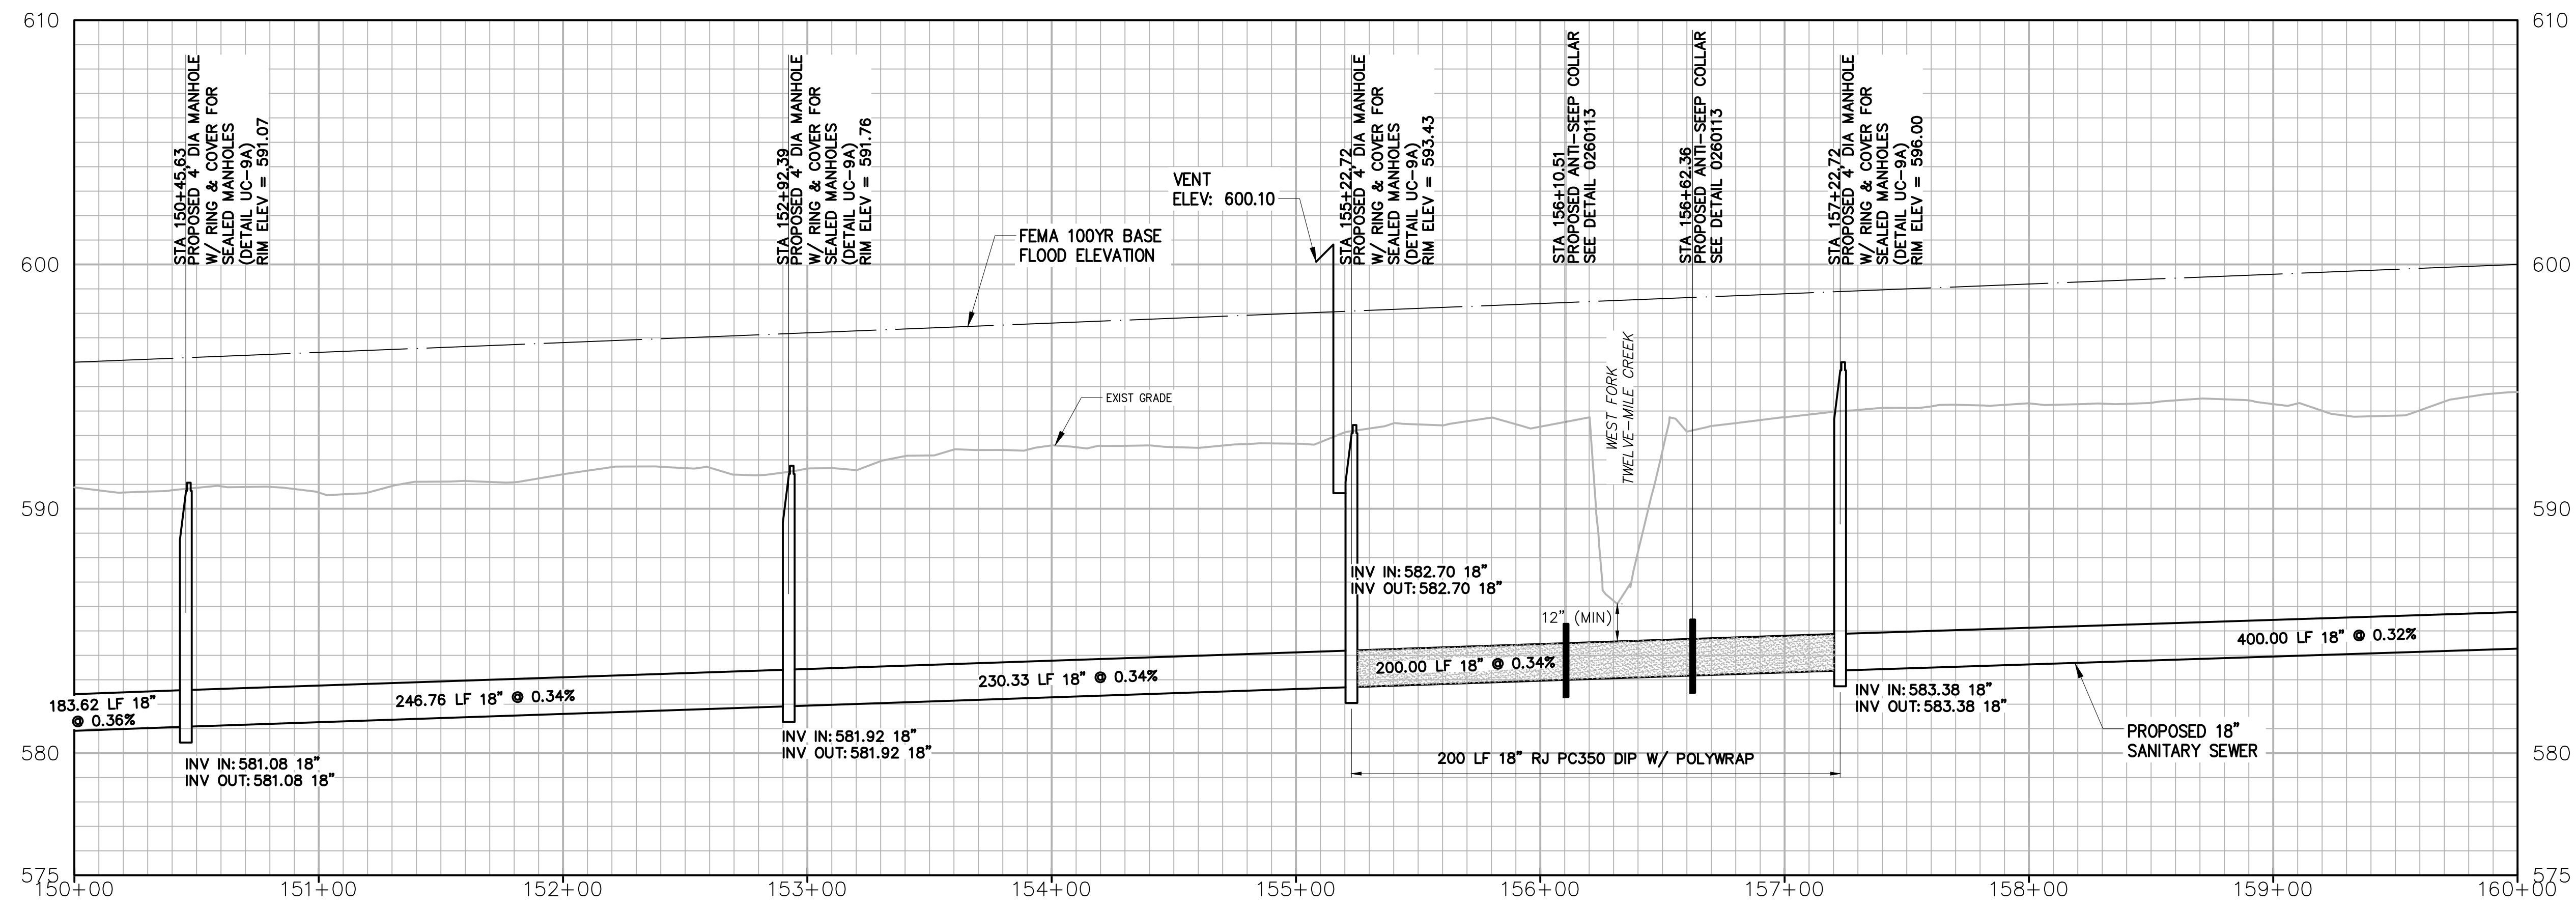 610
600
590
580
575
STA 150+45.63
PROPOSED 4' DIA MANHOLE
W/ RING & COVER FOR
SEALED MANHOLES
(DETAIL UC-9A)
RIM ELEV = 591.07
STA 152+92.39
PROPOSED 4' DIA MANHOLE
W/ RING & COVER FOR
SEALED MANHOLES
(DETAIL UC-9A)
RIM ELEV = 591.76
FEMA 100YR BASE
FLOOD ELEVATION
VENT
ELEV: 600.10
STA 155+22.72
PROPOSED 4' DIA MANHOLE
W/ RING & COVER FOR
SEALED MANHOLES
(DETAIL UC-9A)
RIM ELEV = 593.43
STA 156+10.51
PROPOSED ANTI-SEEP COLLAR
SEE DETAIL 0260113
STA 156+62.36
PROPOSED ANTI-SEEP COLLAR
SEE DETAIL 0260113
STA 157+22.72
PROPOSED 4' DIA MANHOLE
W/ RING & COVER FOR
SEALED MANHOLES
(DETAIL UC-9A)
RIM ELEV = 596.00
EXIST GRADE
WEST FORK
TWELVE-MILE CREEK
INV IN: 582.70 18"
INV OUT: 582.70 18"
12" (MIN)
183.62 LF 18"
@ 0.36%
246.76 LF 18" @ 0.34%
230.33 LF 18" @ 0.34%
200.00 LF 18" @ 0.34%
400.00 LF 18" @ 0.32%
INV IN: 581.08 18"
INV OUT: 581.08 18"
INV IN: 581.92 18"
INV OUT: 581.92 18"
INV IN: 583.38 18"
INV OUT: 583.38 18"
200 LF 18" RJ PC350 DIP W/ POLYWRAP
PROPOSED 18"
SANITARY SEWER
610
600
590
580
575
150+00
151+00
152+00
153+00
154+00
155+00
156+00
157+00
158+00
159+00
160+00